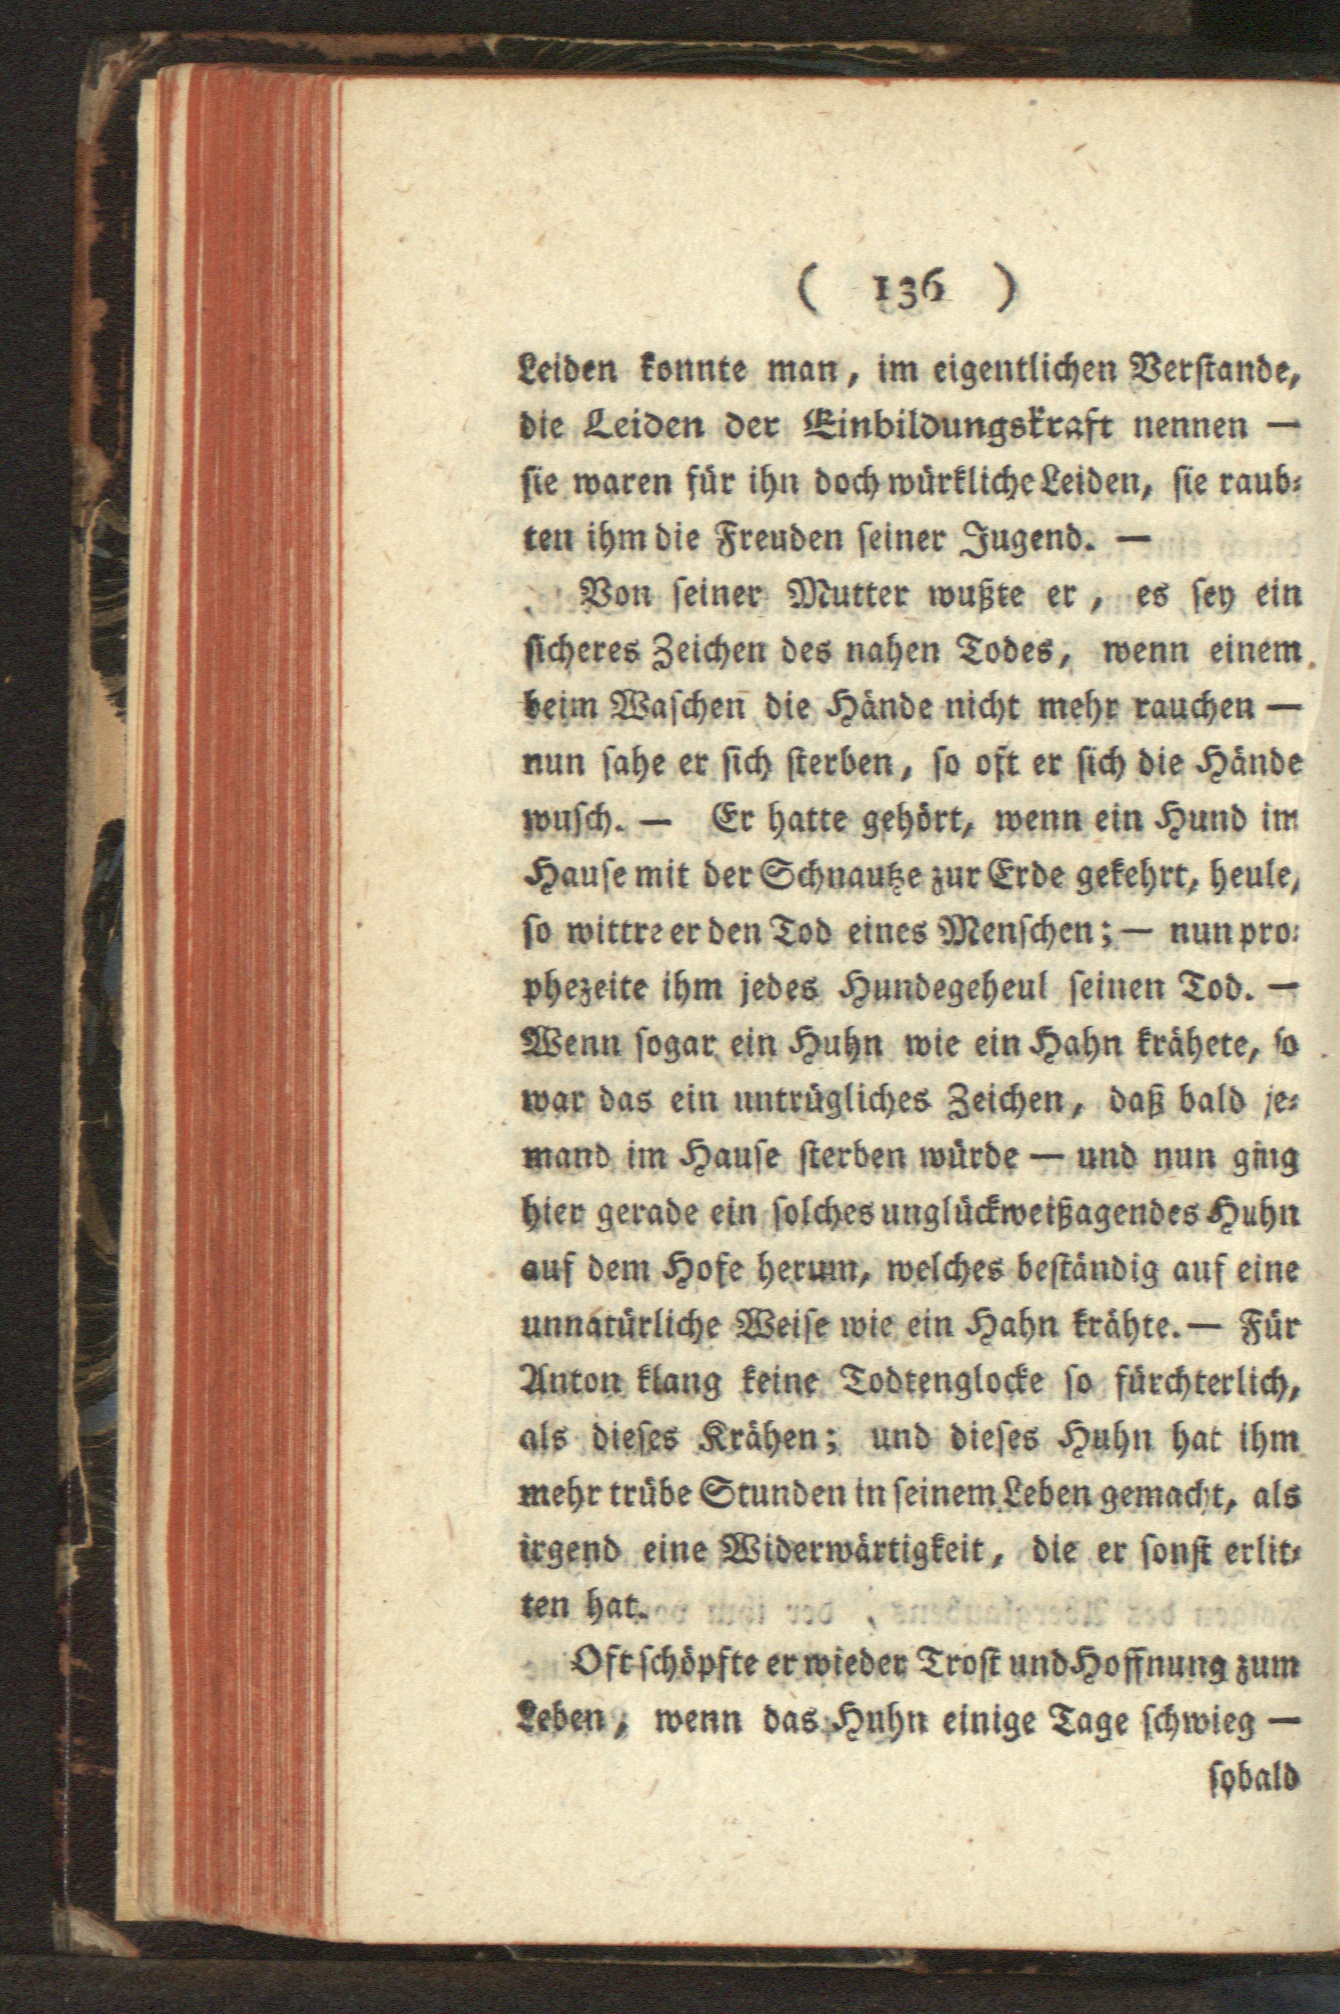 ( 136 )
Leiden konnte man, im eigentlichen Verstande,
die Leiden der Einbildungskraft nennen —
sie waren für ihn doch würkliche Leiden, sie raub⸗
ten ihm die Freuden seiner Jugend. —
Von seiner Mutter wußte er, es sey ein
sicheres Zeichen des nahen Todes, wenn einem
beim Waschen die Hände nicht mehr rauchen —
nun sahe er sich sterben, so oft er sich die Hände
wusch. — Er hatte gehört, wenn ein Hund im
Hause mit der Schnautze zur Erde gekehrt, heule,
so wittre er den Tod eines Menschen; — nun pro⸗
phezeite ihm jedes Hundegeheul seinen Tod. —
Wenn sogar ein Huhn wie ein Hahn krähete, so
war das ein untrügliches Zeichen, daß bald je⸗
mand im Hause sterben würde — und nun ging
hier gerade ein solches unglückweißagendes Huhn
auf dem Hofe herum, welches beständig auf eine
unnatürliche Weise wie ein Hahn krähte. — Für
Anton klang keine Todtenglocke so fürchterlich,
als dieses Krähen; und dieses Huhn hat ihm
mehr trübe Stunden in seinem Leben gemacht, als
irgend eine Widerwärtigkeit, die er sonst erlit⸗
ten hat.
Oft schöpfte er wieder Trost und Hoffnung zum
Leben, wenn das Huhn einige Tage schwieg —
sobald